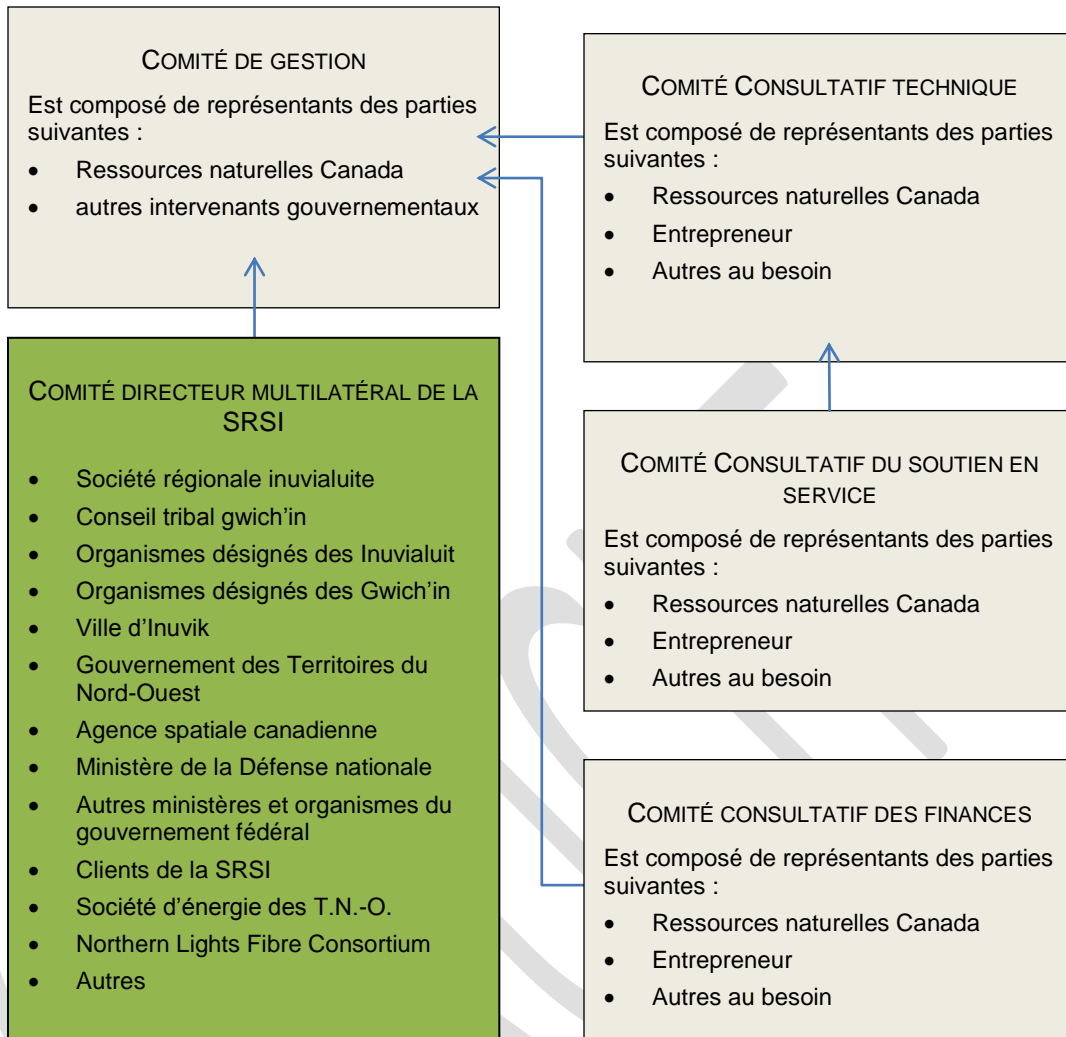 COMITÉ DE GESTION
Est composé de représentants des parties
suivantes :
• Ressources naturelles Canada
• autres intervenants gouvernementaux
COMITÉ DIRECTEUR MULTILATÉRAL DE LA
SRSI
• Société régionale inuvialuite
• Conseil tribal gwich’in
• Organismes désignés des Inuvialuit
• Organismes désignés des Gwich’in
• Ville d’Inuvik
• Gouvernement des Territoires du
Nord-Ouest
• Agence spatiale canadienne
• Ministère de la Défense nationale
• Autres ministères et organismes du
gouvernement fédéral
• Clients de la SRSI
• Société d’énergie des T.N.-O.
• Northern Lights Fibre Consortium
• Autres
COMITÉ CONSULTATIF TECHNIQUE
Est composé de représentants des parties
suivantes :
• Ressources naturelles Canada
• Entrepreneur
• Autres au besoin
COMITÉ CONSULTATIF DU SOUTIEN EN
SERVICE
Est composé de représentants des parties
suivantes :
• Ressources naturelles Canada
• Entrepreneur
• Autres au besoin
COMITÉ CONSULTATIF DES FINANCES
Est composé de représentants des parties
suivantes :
• Ressources naturelles Canada
• Entrepreneur
• Autres au besoin